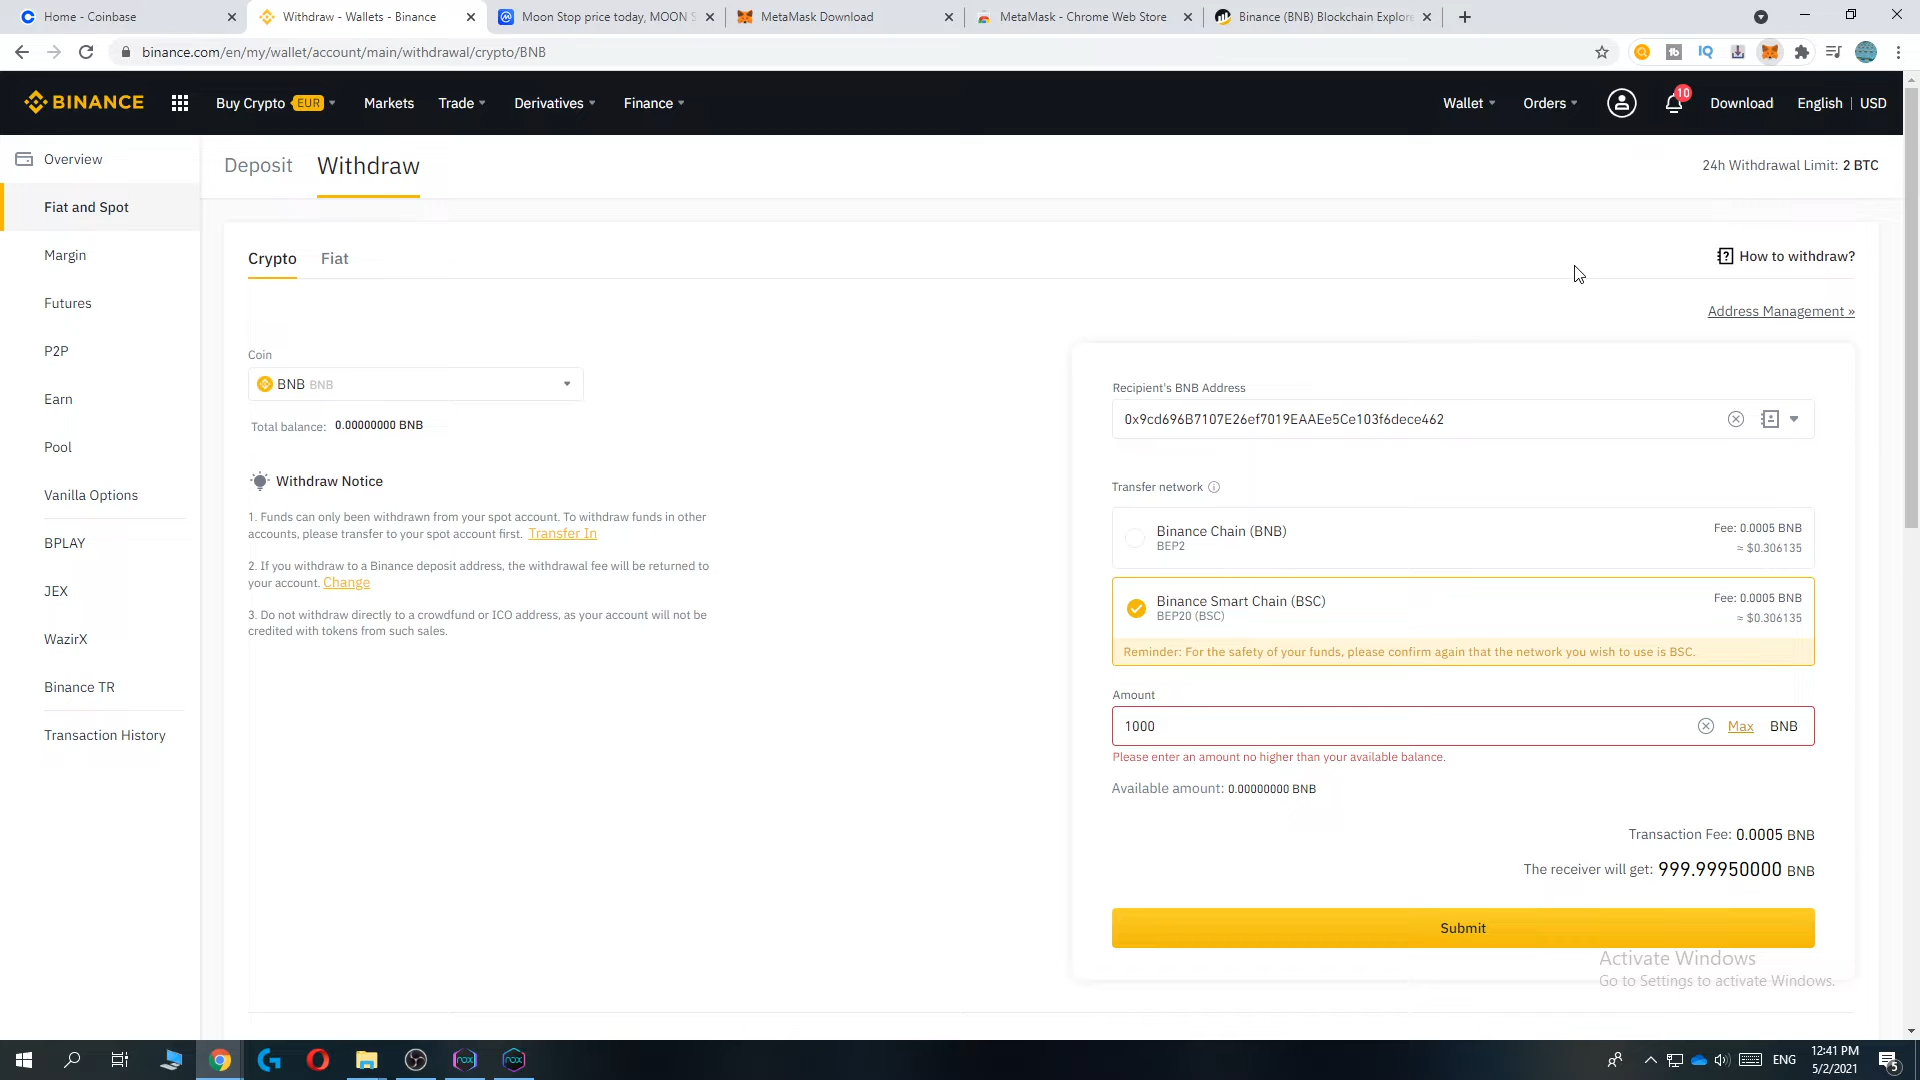 Home - Coinbase
Withdraw - Wallets - Binance
Moon Stop price today, MOON S
MetaMask Download
MetaMask - Chrome Web Store
Binance (BNB) Blockchain Explore
binance.com/en/my/wallet/account/main/withdrawal/crypto/BNB
BINANCE
Buy Crypto EUR
Markets
Trade
Derivatives
Finance
Wallet
Orders
10
Download
English | USD
Overview
Fiat and Spot
Margin
Futures
P2P
Earn
Pool
Vanilla Options
BPLAY
JEX
WazirX
Binance TR
Transaction History
Deposit
Withdraw
24h Withdrawal Limit: 2 BTC
Crypto
Fiat
How to withdraw?
Address Management »
Coin
BNB BNB
Total balance: 0.00000000 BNB
Withdraw Notice
1. Funds can only been withdrawn from your spot account. To withdraw funds in other
accounts, please transfer to your spot account first. Transfer In
2. If you withdraw to a Binance deposit address, the withdrawal fee will be returned to
your account. Change
3. Do not withdraw directly to a crowdfund or ICO address, as your account will not be
credited with tokens from such sales.
Recipient's BNB Address
0x9cd696B7107E26ef7019EAAEe5Ce103f6dece462
Transfer network
Binance Chain (BNB)
BEP2
Fee: 0.0005 BNB
≈ $0.306135
Binance Smart Chain (BSC)
BEP20 (BSC)
Fee: 0.0005 BNB
≈ $0.306135
Reminder: For the safety of your funds, please confirm again that the network you wish to use is BSC.
Amount
1000
Max
BNB
Please enter an amount no higher than your available balance.
Available amount: 0.00000000 BNB
Transaction Fee: 0.0005 BNB
The receiver will get: 999.99950000 BNB
Submit
Activate Windows
Go to Settings to activate Windows.
ENG
12:41 PM
5/2/2021
5